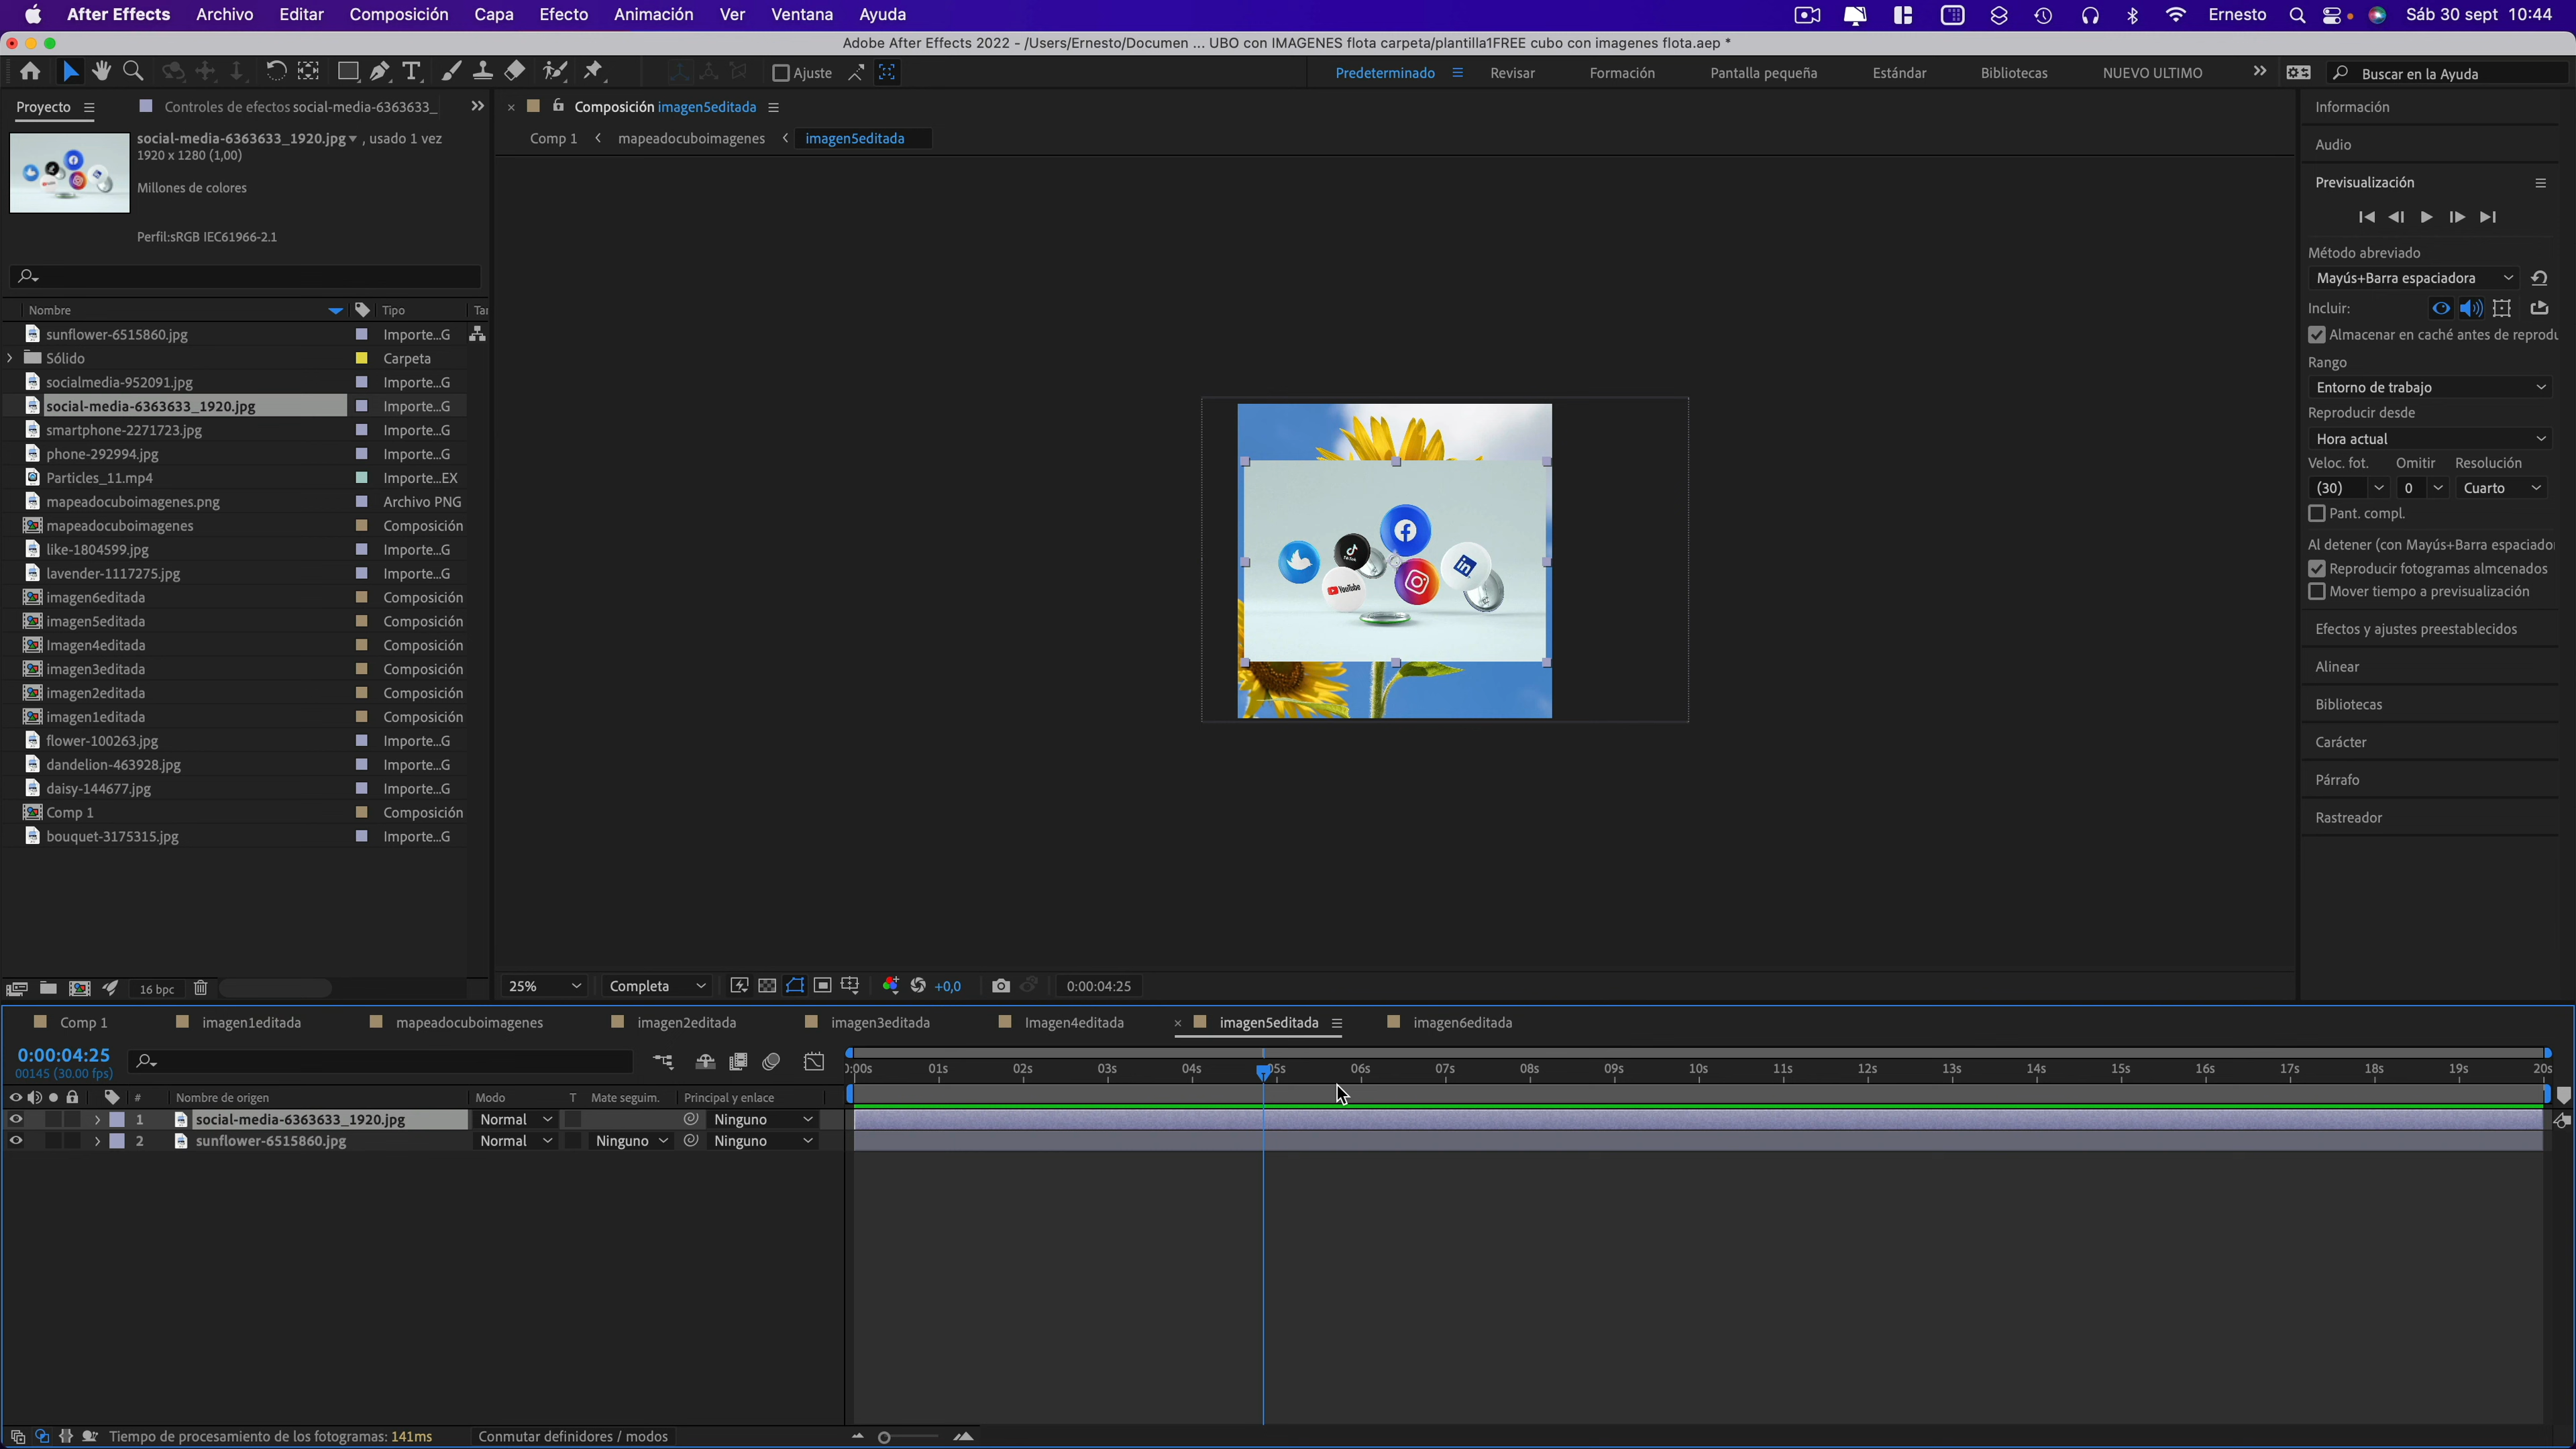 After Effects Archivo Editar Composición Capa Efecto Animación Ver Ventana Ayuda Ernesto Sáb 30 sept 10:44
Adobe After Effects 2022 - /Users/Ernesto/Documen ... UBO con IMAGENES flota carpeta/plantilla1FREE cubo con imagenes flota.aep *
Ajuste Predeterminado Revisar Formación Pantalla pequeña Estándar Bibliotecas NUEVO ULTIMO Buscar en la Ayuda
Proyecto Controles de efectos social-media-6363633_
social-media-6363633_1920.jpg , usado 1 vez
1920 x 1280 (1,00)
Millones de colores
Perfil:sRGB IEC61966-2.1
Nombre Tipo Tar
sunflower-6515860.jpg Importe...G
Sólido Carpeta
socialmedia-952091.jpg Importe...G
social-media-6363633_1920.jpg Importe...G
smartphone-2271723.jpg Importe...G
phone-292994.jpg Importe...G
Particles_11.mp4 Importe...EX
mapeadocuboimagenes.png Archivo PNG
mapeadocuboimagenes Composición
like-1804599.jpg Importe...G
lavender-1117275.jpg Importe...G
imagen6editada Composición
imagen5editada Composición
Imagen4editada Composición
imagen3editada Composición
imagen2editada Composición
imagen1editada Composición
flower-100263.jpg Importe...G
dandelion-463928.jpg Importe...G
daisy-144677.jpg Importe...G
Comp 1 Composición
bouquet-3175315.jpg Importe...G
16 bpc
Composición imagen5editada
Comp 1 mapeadocuboimagenes imagen5editada
TikTok
YouTube
in
25% Completa +0,0 0:00:04:25
Información
Audio
Previsualización
Método abreviado
Mayús+Barra espaciadora
Incluir:
Almacenar en caché antes de reprodu
Rango
Entorno de trabajo
Reproducir desde
Hora actual
Veloc. fot. Omitir Resolución
(30) 0 Cuarto
Pant. compl.
Al detener (con Mayús+Barra espaciador
Reproducir fotogramas almcenados
Mover tiempo a previsualización
Efectos y ajustes preestablecidos
Alinear
Bibliotecas
Carácter
Párrafo
Rastreador
Comp 1 imagen1editada mapeadocuboimagenes imagen2editada imagen3editada Imagen4editada imagen5editada imagen6editada
0:00:04:25
00145 (30.00 fps)
):00s 01s 02s 03s 04s 05s 06s 07s 08s 09s 10s 11s 12s 13s 14s 15s 16s 17s 18s 19s 20s
# Nombre de origen Modo T Mate seguim. Principal y enlace
1 social-media-6363633_1920.jpg Normal Ninguno
2 sunflower-6515860.jpg Normal Ninguno Ninguno
Tiempo de procesamiento de los fotogramas: 141ms Conmutar definidores / modos